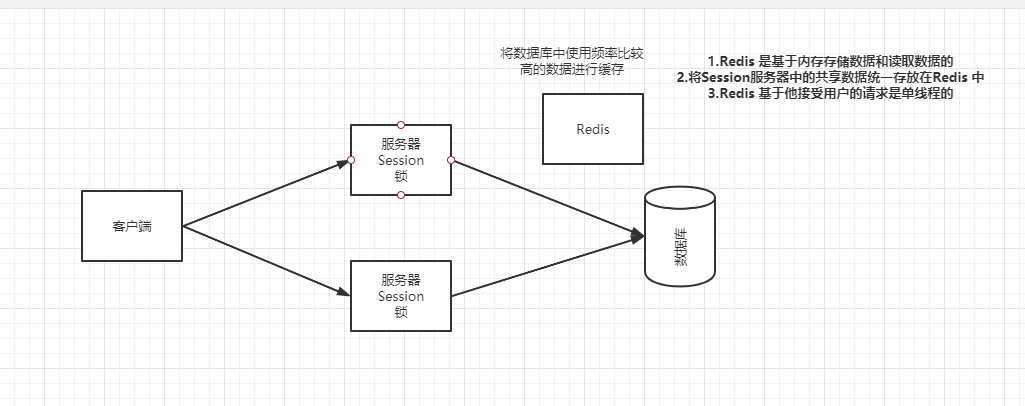 将数据库中使用频率比较
高的数据进行缓存
1.Redis 是基于内存存储数据和读取数据的
2.将Session服务器中的共享数据统一存放在Redis 中
3.Redis 基于他接受用户的请求是单线程的
Redis
服务器
Session
锁
客户端
数据库
服务器
Session
锁